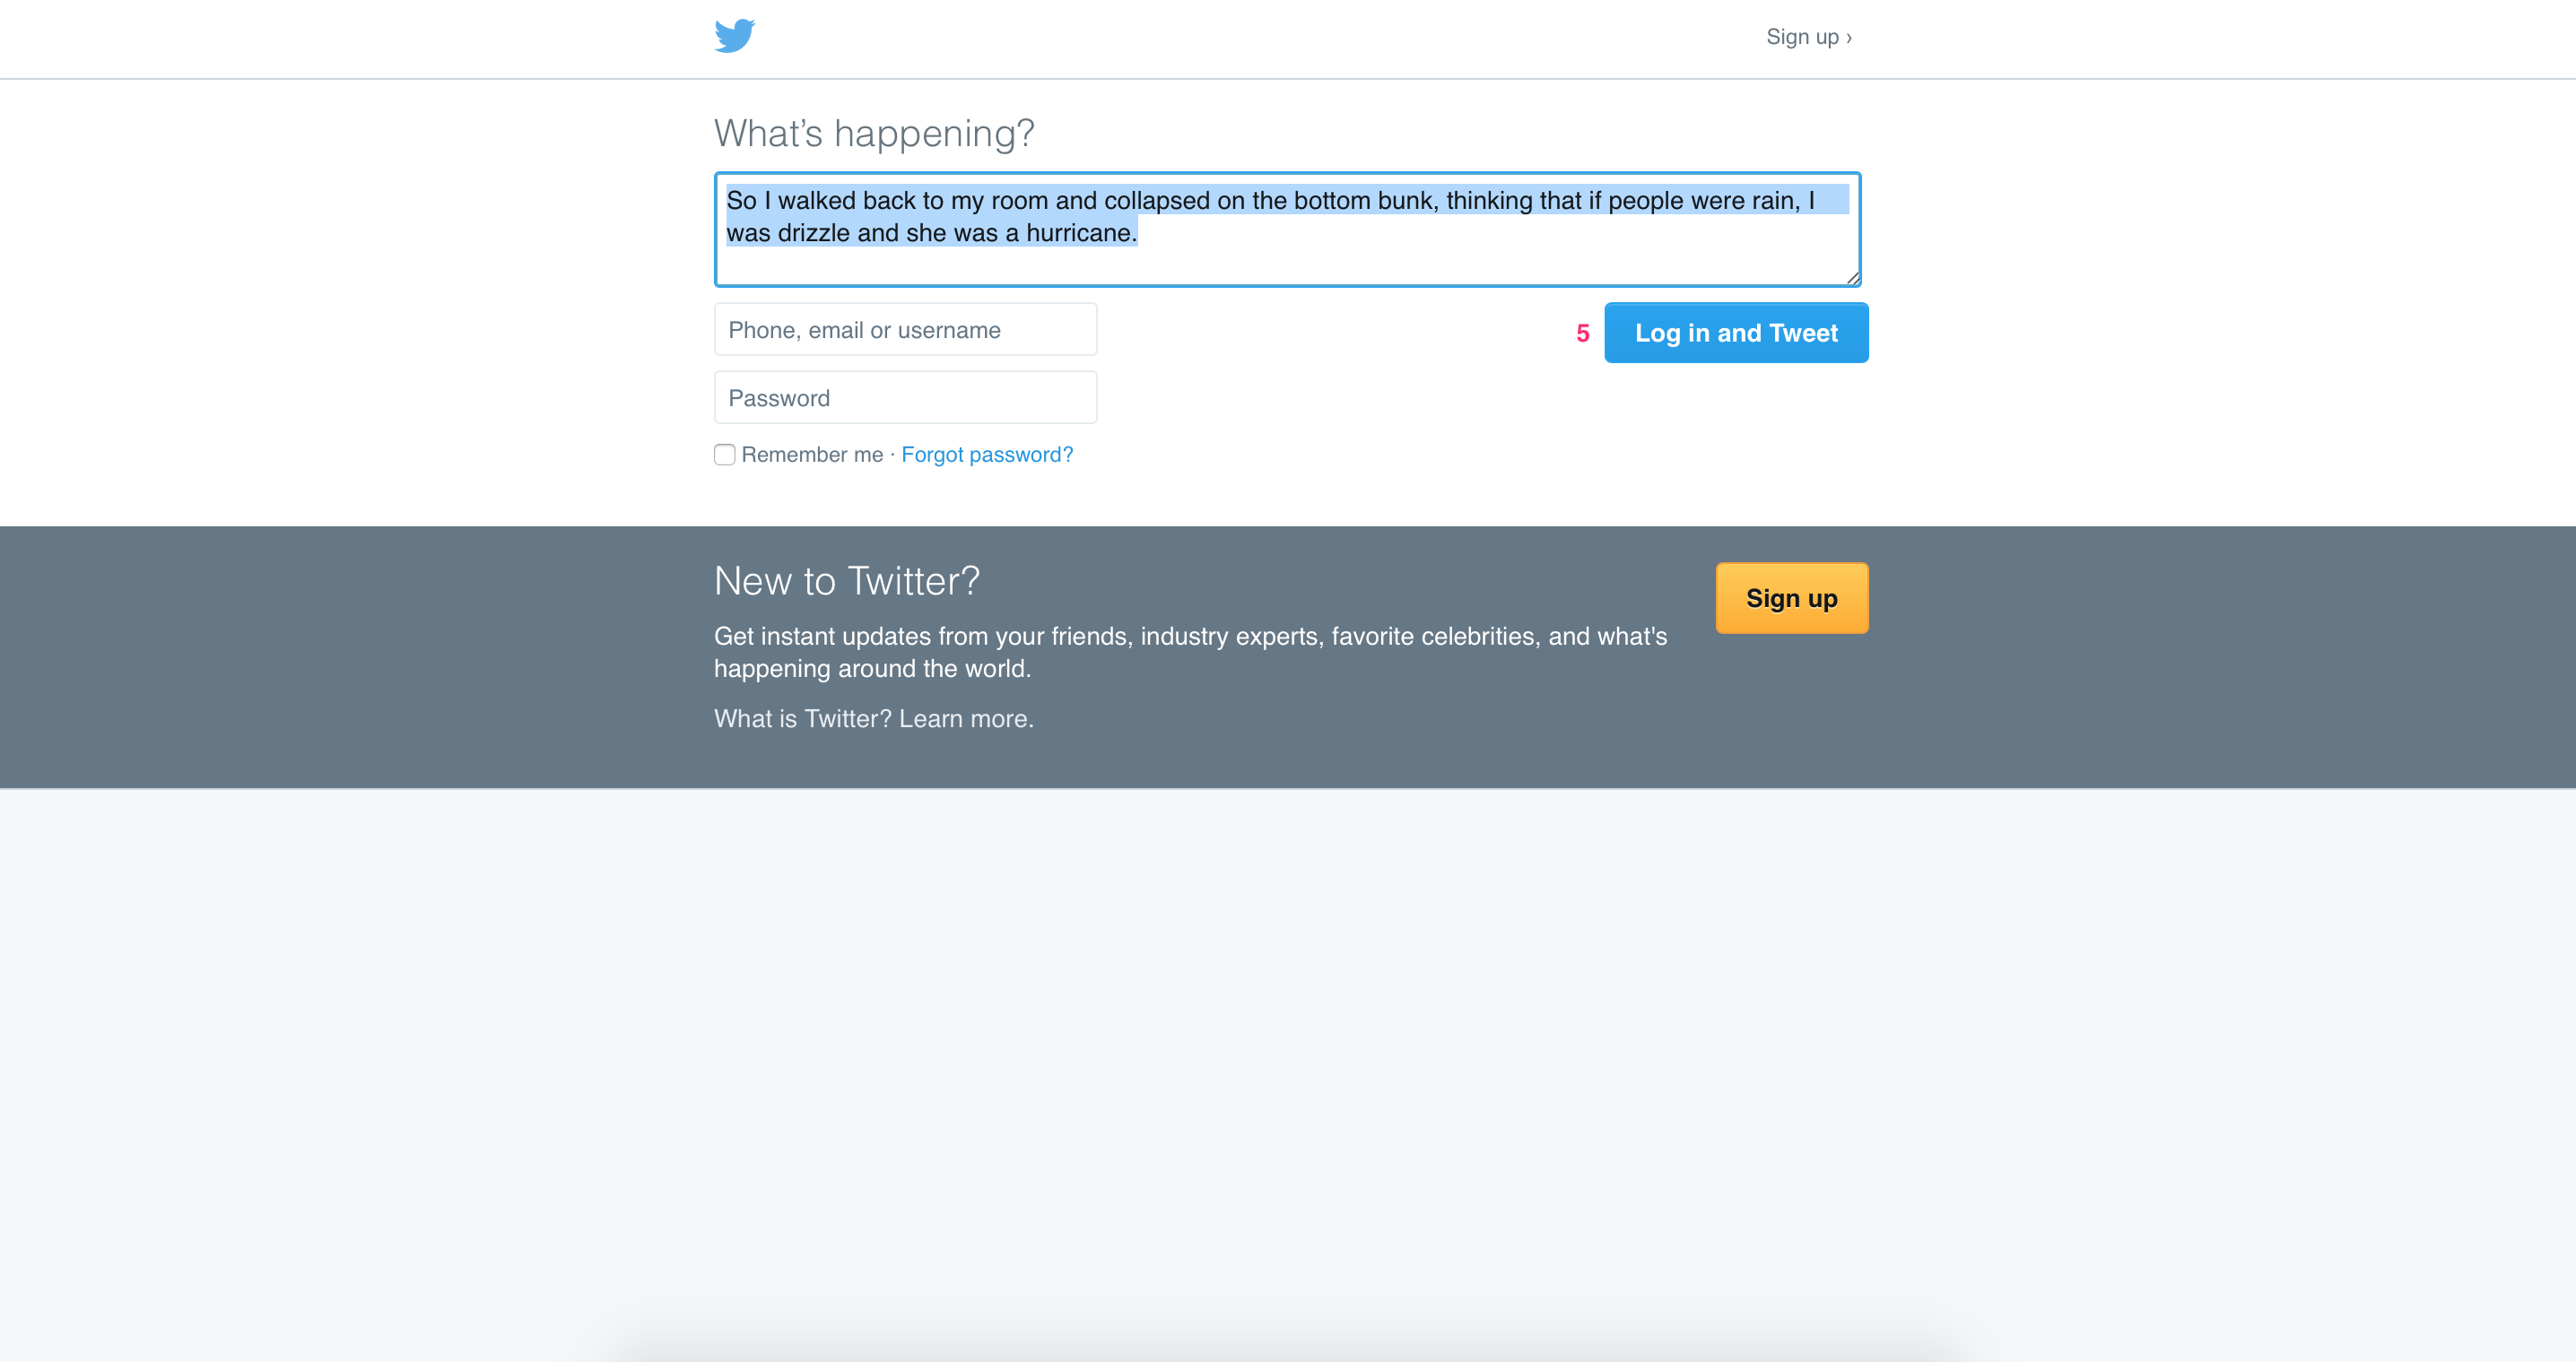 Sign up ›
What's happening?
So I walked back to my room and collapsed on the bottom bunk, thinking that if people were rain, I
was drizzle and she was a hurricane.
Phone, email or username
5 Log in and Tweet
Password
Remember me · Forgot password?
New to Twitter?
Sign up
Get instant updates from your friends, industry experts, favorite celebrities, and what's
happening around the world.
What is Twitter? Learn more.